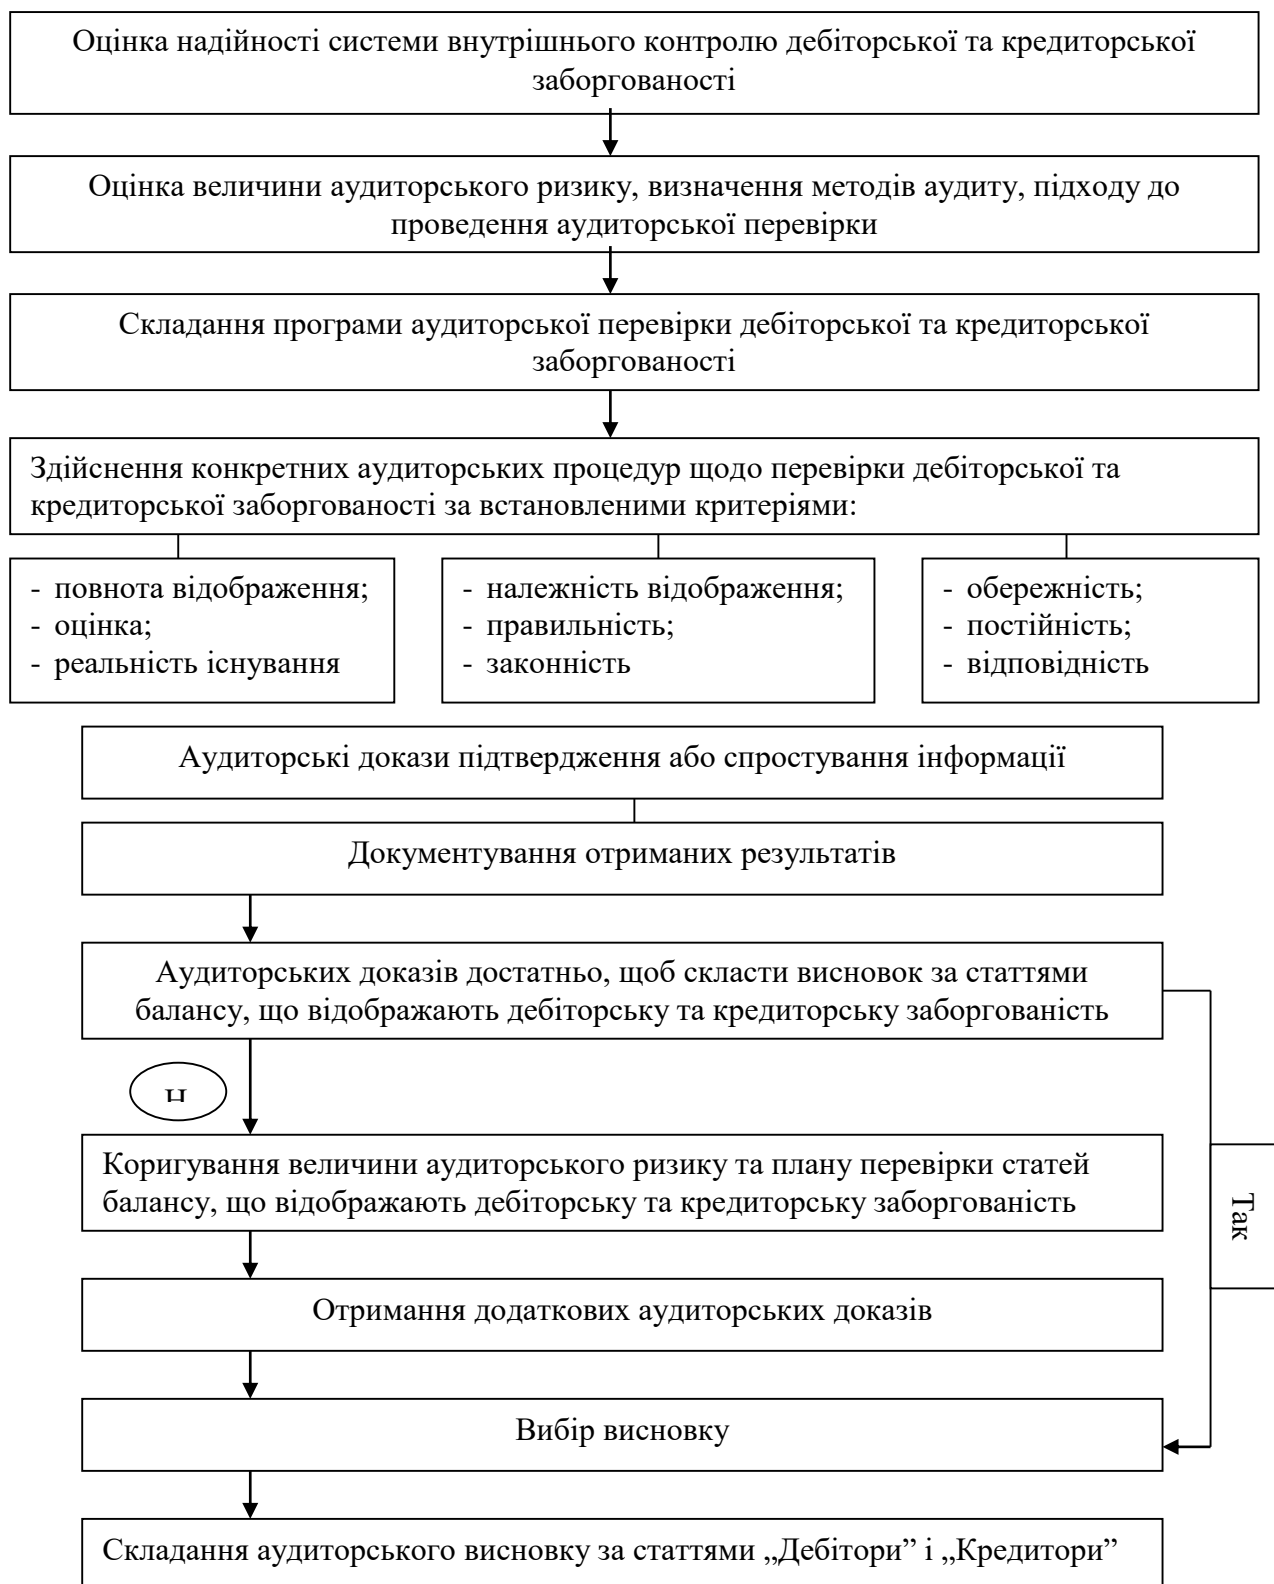 Оцінка надійності системи внутрішнього контролю дебіторської та кредиторської
заборгованості
Оцінка величини аудиторського ризику, визначення методів аудиту, підходу до
проведення аудиторської перевірки
Складання програми аудиторської перевірки дебіторської та кредиторської
заборгованості
Здійснення конкретних аудиторських процедур щодо перевірки дебіторської та
кредиторської заборгованості за встановленими критеріями:
- повнота відображення;
- оцінка;
- реальність існування
- належність відображення;
- правильність;
- законність
- обережність;
- постійність;
- відповідність
Аудиторські докази підтвердження або спростування інформації
Документування отриманих результатів
Аудиторських доказів достатньо, щоб скласти висновок за статтями
балансу, що відображають дебіторську та кредиторську заборгованість
Коригування величини аудиторського ризику та плану перевірки статей
балансу, що відображають дебіторську та кредиторську заборгованість
Так
Отримання додаткових аудиторських доказів
Вибір висновку
Складання аудиторського висновку за статтями „Дебітори” і „Кредитори”